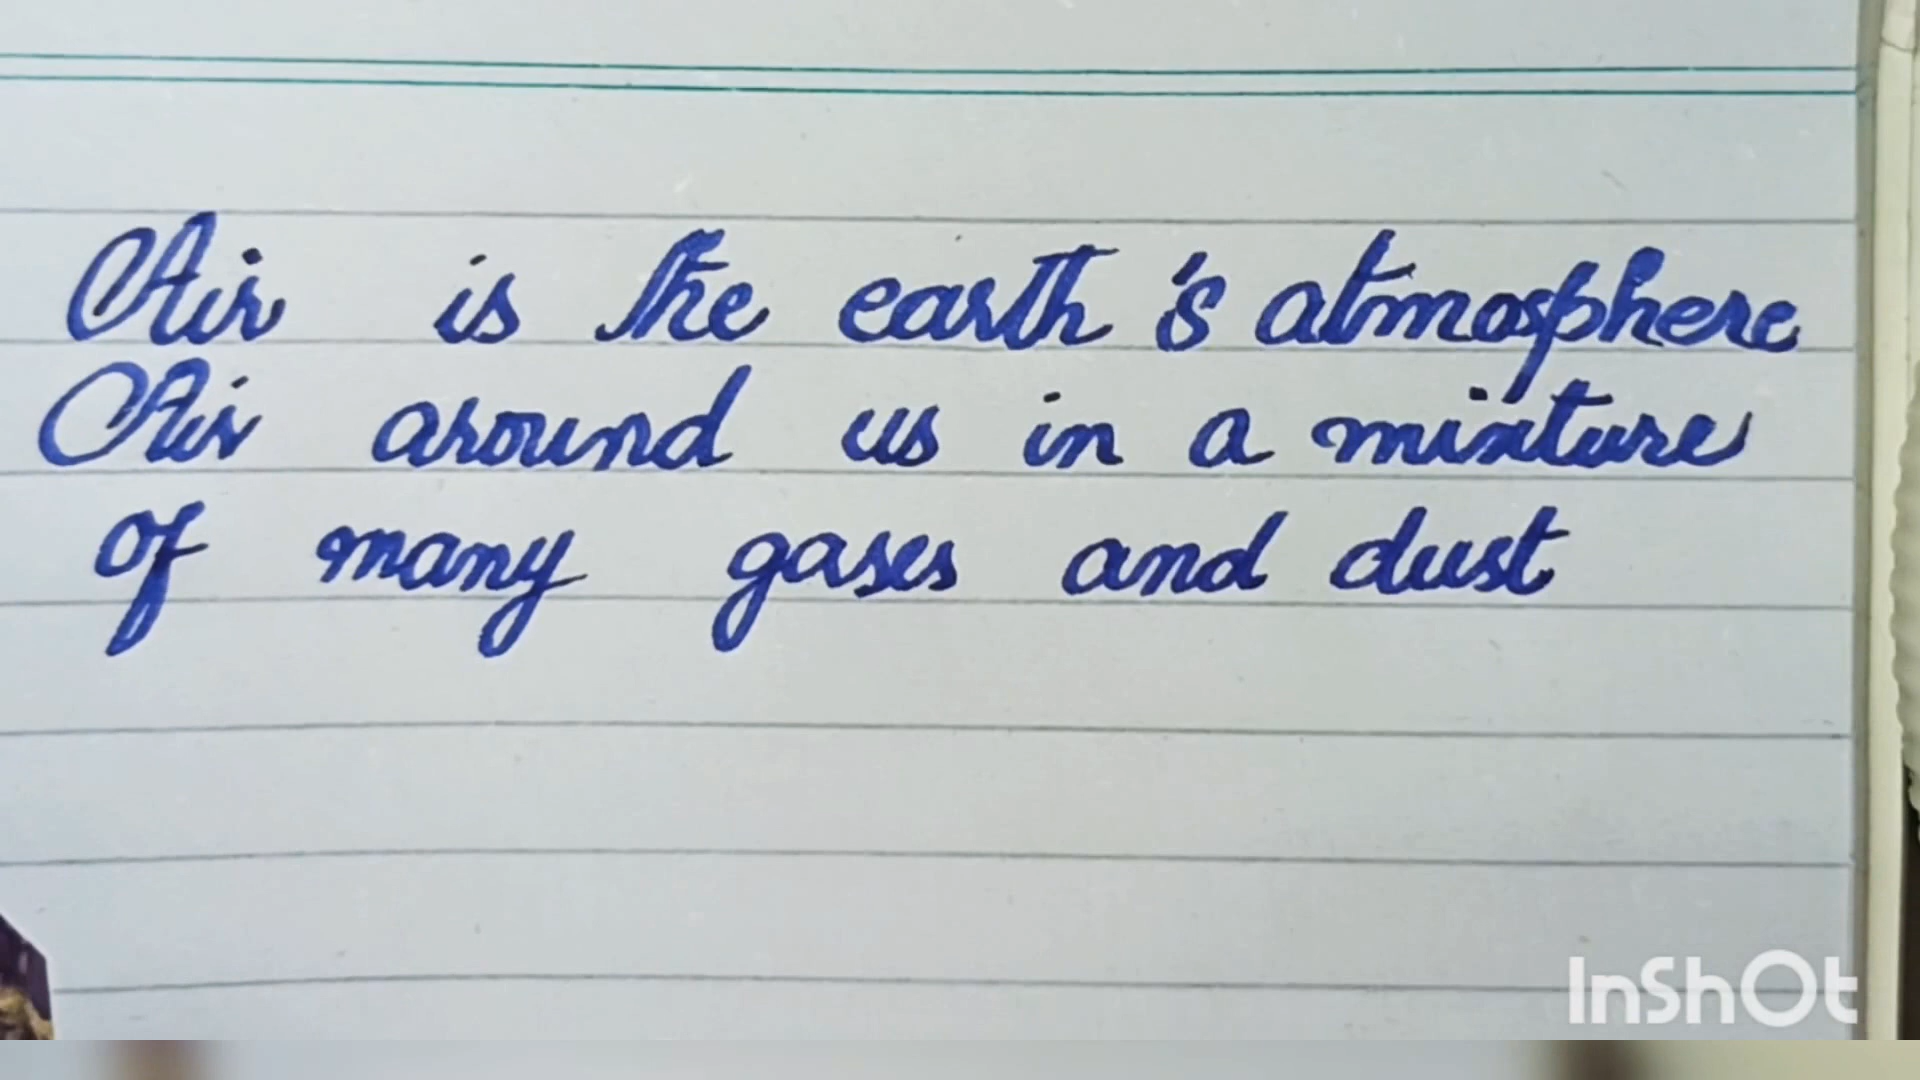 Air is the earth's atmosphere
Air around us in a mixture
of many gases and dust
InShOt